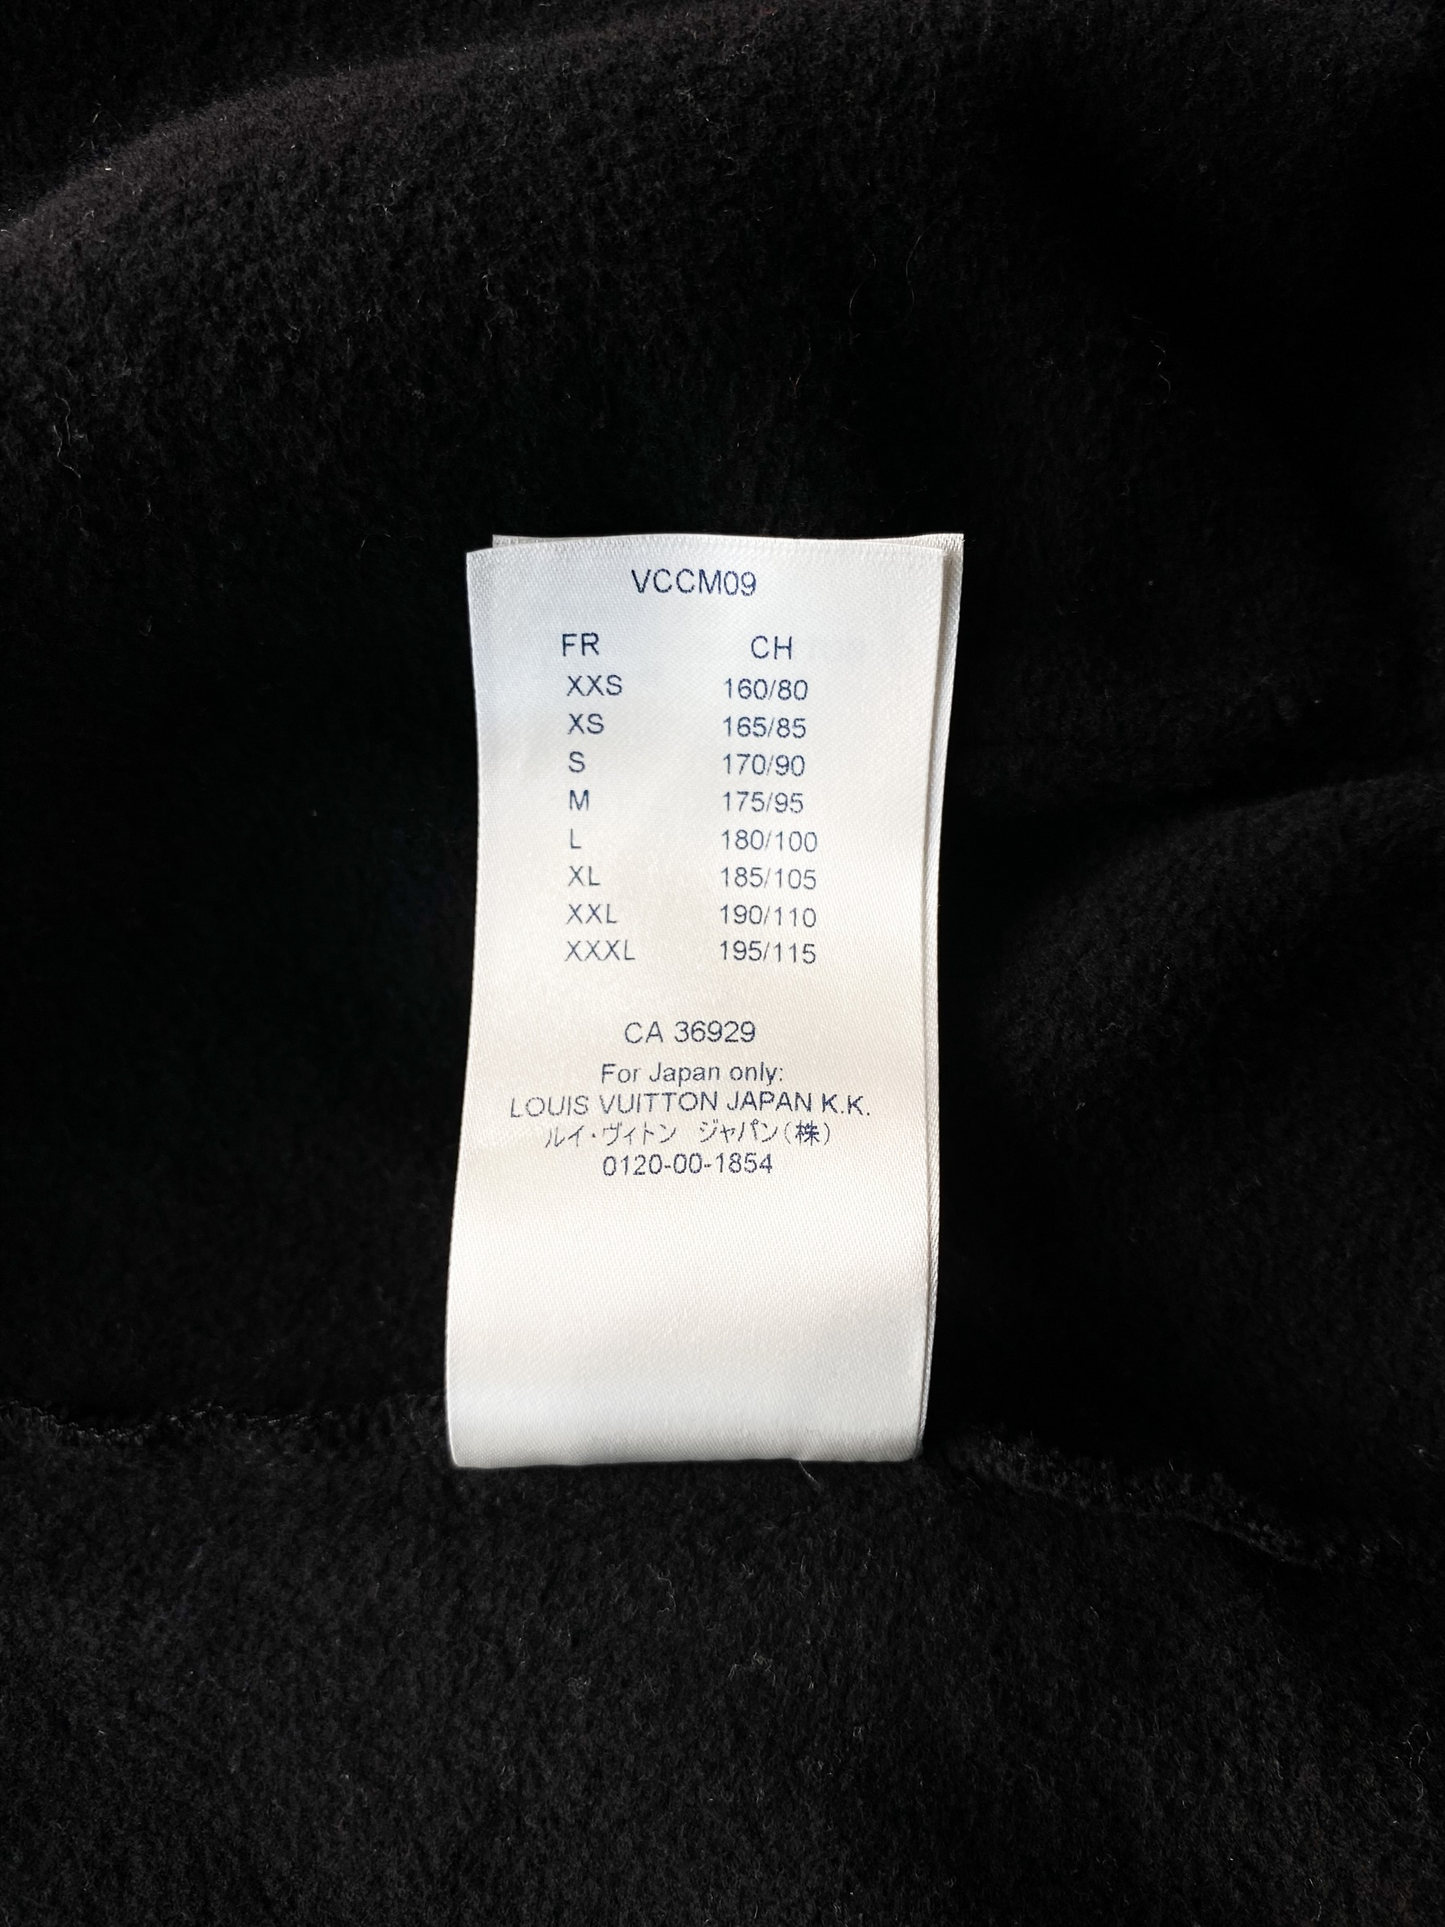 VCCM09
FR CH
XXS 160/80
XS 165/85
S 170/90
M 175/95
L 180/100
XL 185/105
XXL 190/110
XXXL 195/115
CA 36929
For Japan only:
LOUIS VUITTON JAPAN K.K.
ルイ・ヴィトン ジャパン(株)
0120-00-1854